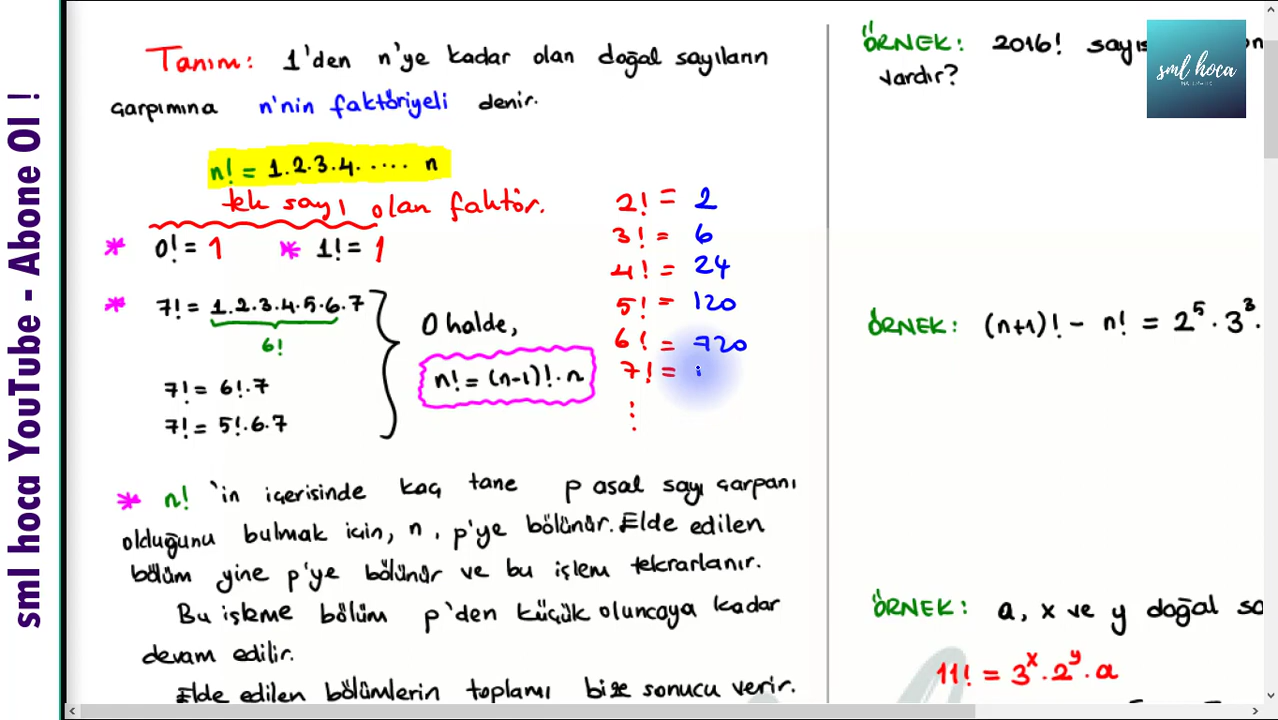 sml hoca YouTube - Abone Ol !
Tanım: 1'den n'ye kadar olan doğal sayıların
çarpımına n'nin faktöriyeli denir.
n! = 1.2.3.4. .... n
tek sayı olan faktör.
* 0! = 1 * 1! = 1
* 7! = 1.2.3.4.5.6.7
6!
7! = 6!.7
7! = 5!.6.7
O halde,
n! = (n-1)!.n
2! = 2
3! = 6
4! = 24
5! = 120
6! = 720
7! =
⋮
* n! 'in içerisinde kaç tane p asal sayı çarpanı
olduğunu bulmak için, n, p'ye bölünür. Elde edilen
bölüm yine p'ye bölünür ve bu işlem tekrarlanır.
Bu işleme bölüm p'den küçük oluncaya kadar
devam edilir.
Elde edilen bölümlerin toplamı bize sonucu verir.
ÖRNEK: 2016! sayıs
vardır?
sml hoca
ÖRNEK: (n+1)! - n! = 2⁵.3³.
ÖRNEK: a, x ve y doğal sa
11! = 3ˣ.2ʸ.a